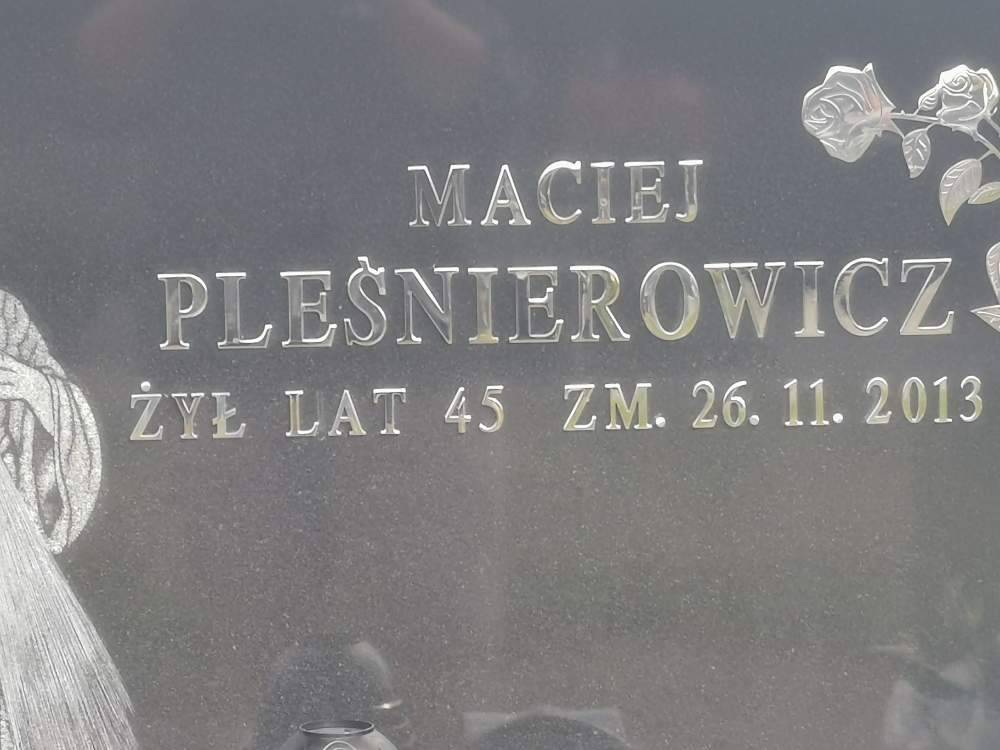 MACIEJ
PLEŚNIEROWICZ
ŻYŁ LAT 45 ZM. 26. 11. 2013